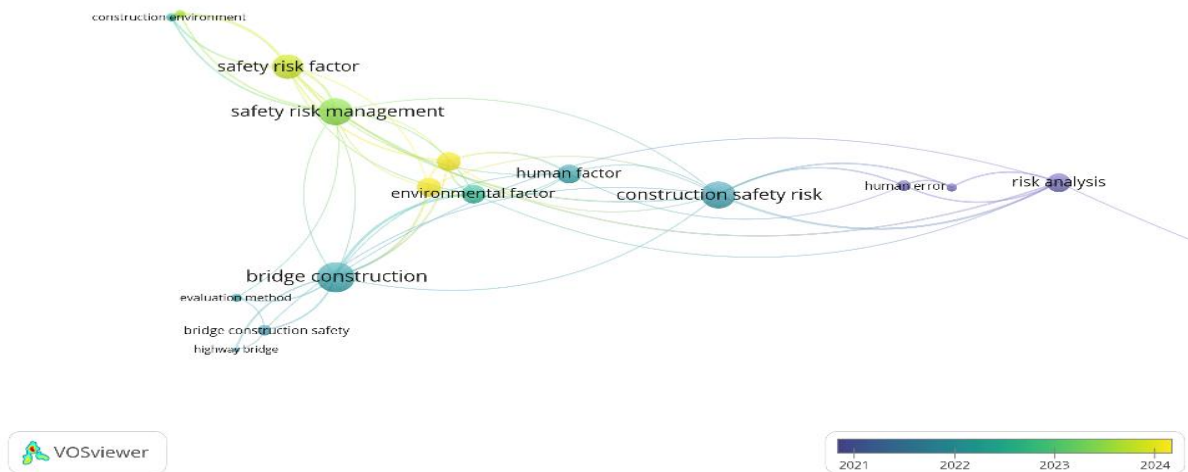 construction environment
safety risk factor
safety risk management
human factor
environmental factor
construction safety risk
human error
risk analysis
bridge construction
evaluation method
bridge construction safety
highway bridge
VOSviewer
2021 2022 2023 2024